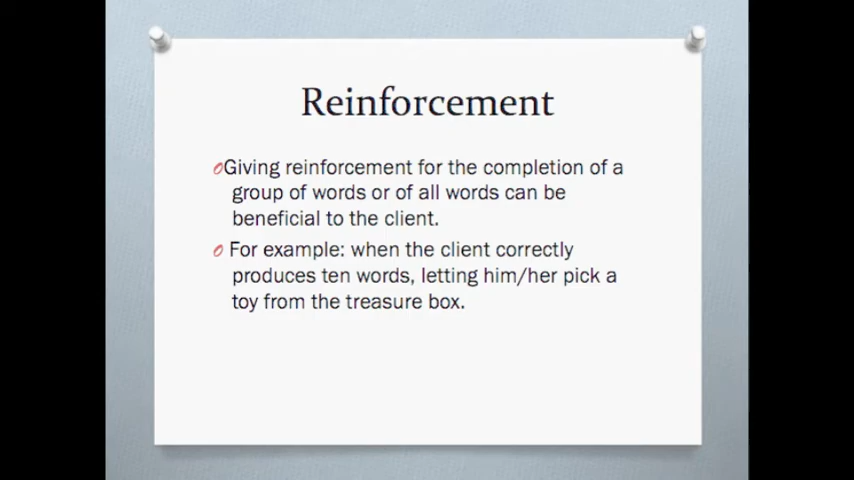 Reinforcement
Giving reinforcement for the completion of a
group of words or of all words can be
beneficial to the client.
For example: when the client correctly
produces ten words, letting him/her pick a
toy from the treasure box.